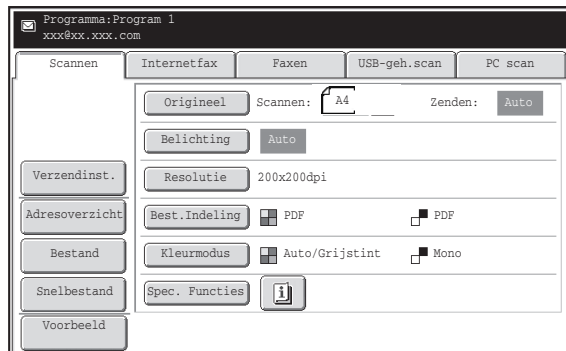 Programma:Program 1
xxx@xx.xxx.com
Scannen Internetfax Faxen USB-geh.scan PC scan
Origineel Scannen: A4 Zenden: Auto
Belichting Auto
Verzendinst. Resolutie 200x200dpi
Adresoverzicht Best.Indeling PDF PDF
Bestand Kleurmodus Auto/Grijstint Mono
Snelbestand Spec. Functies
Voorbeeld